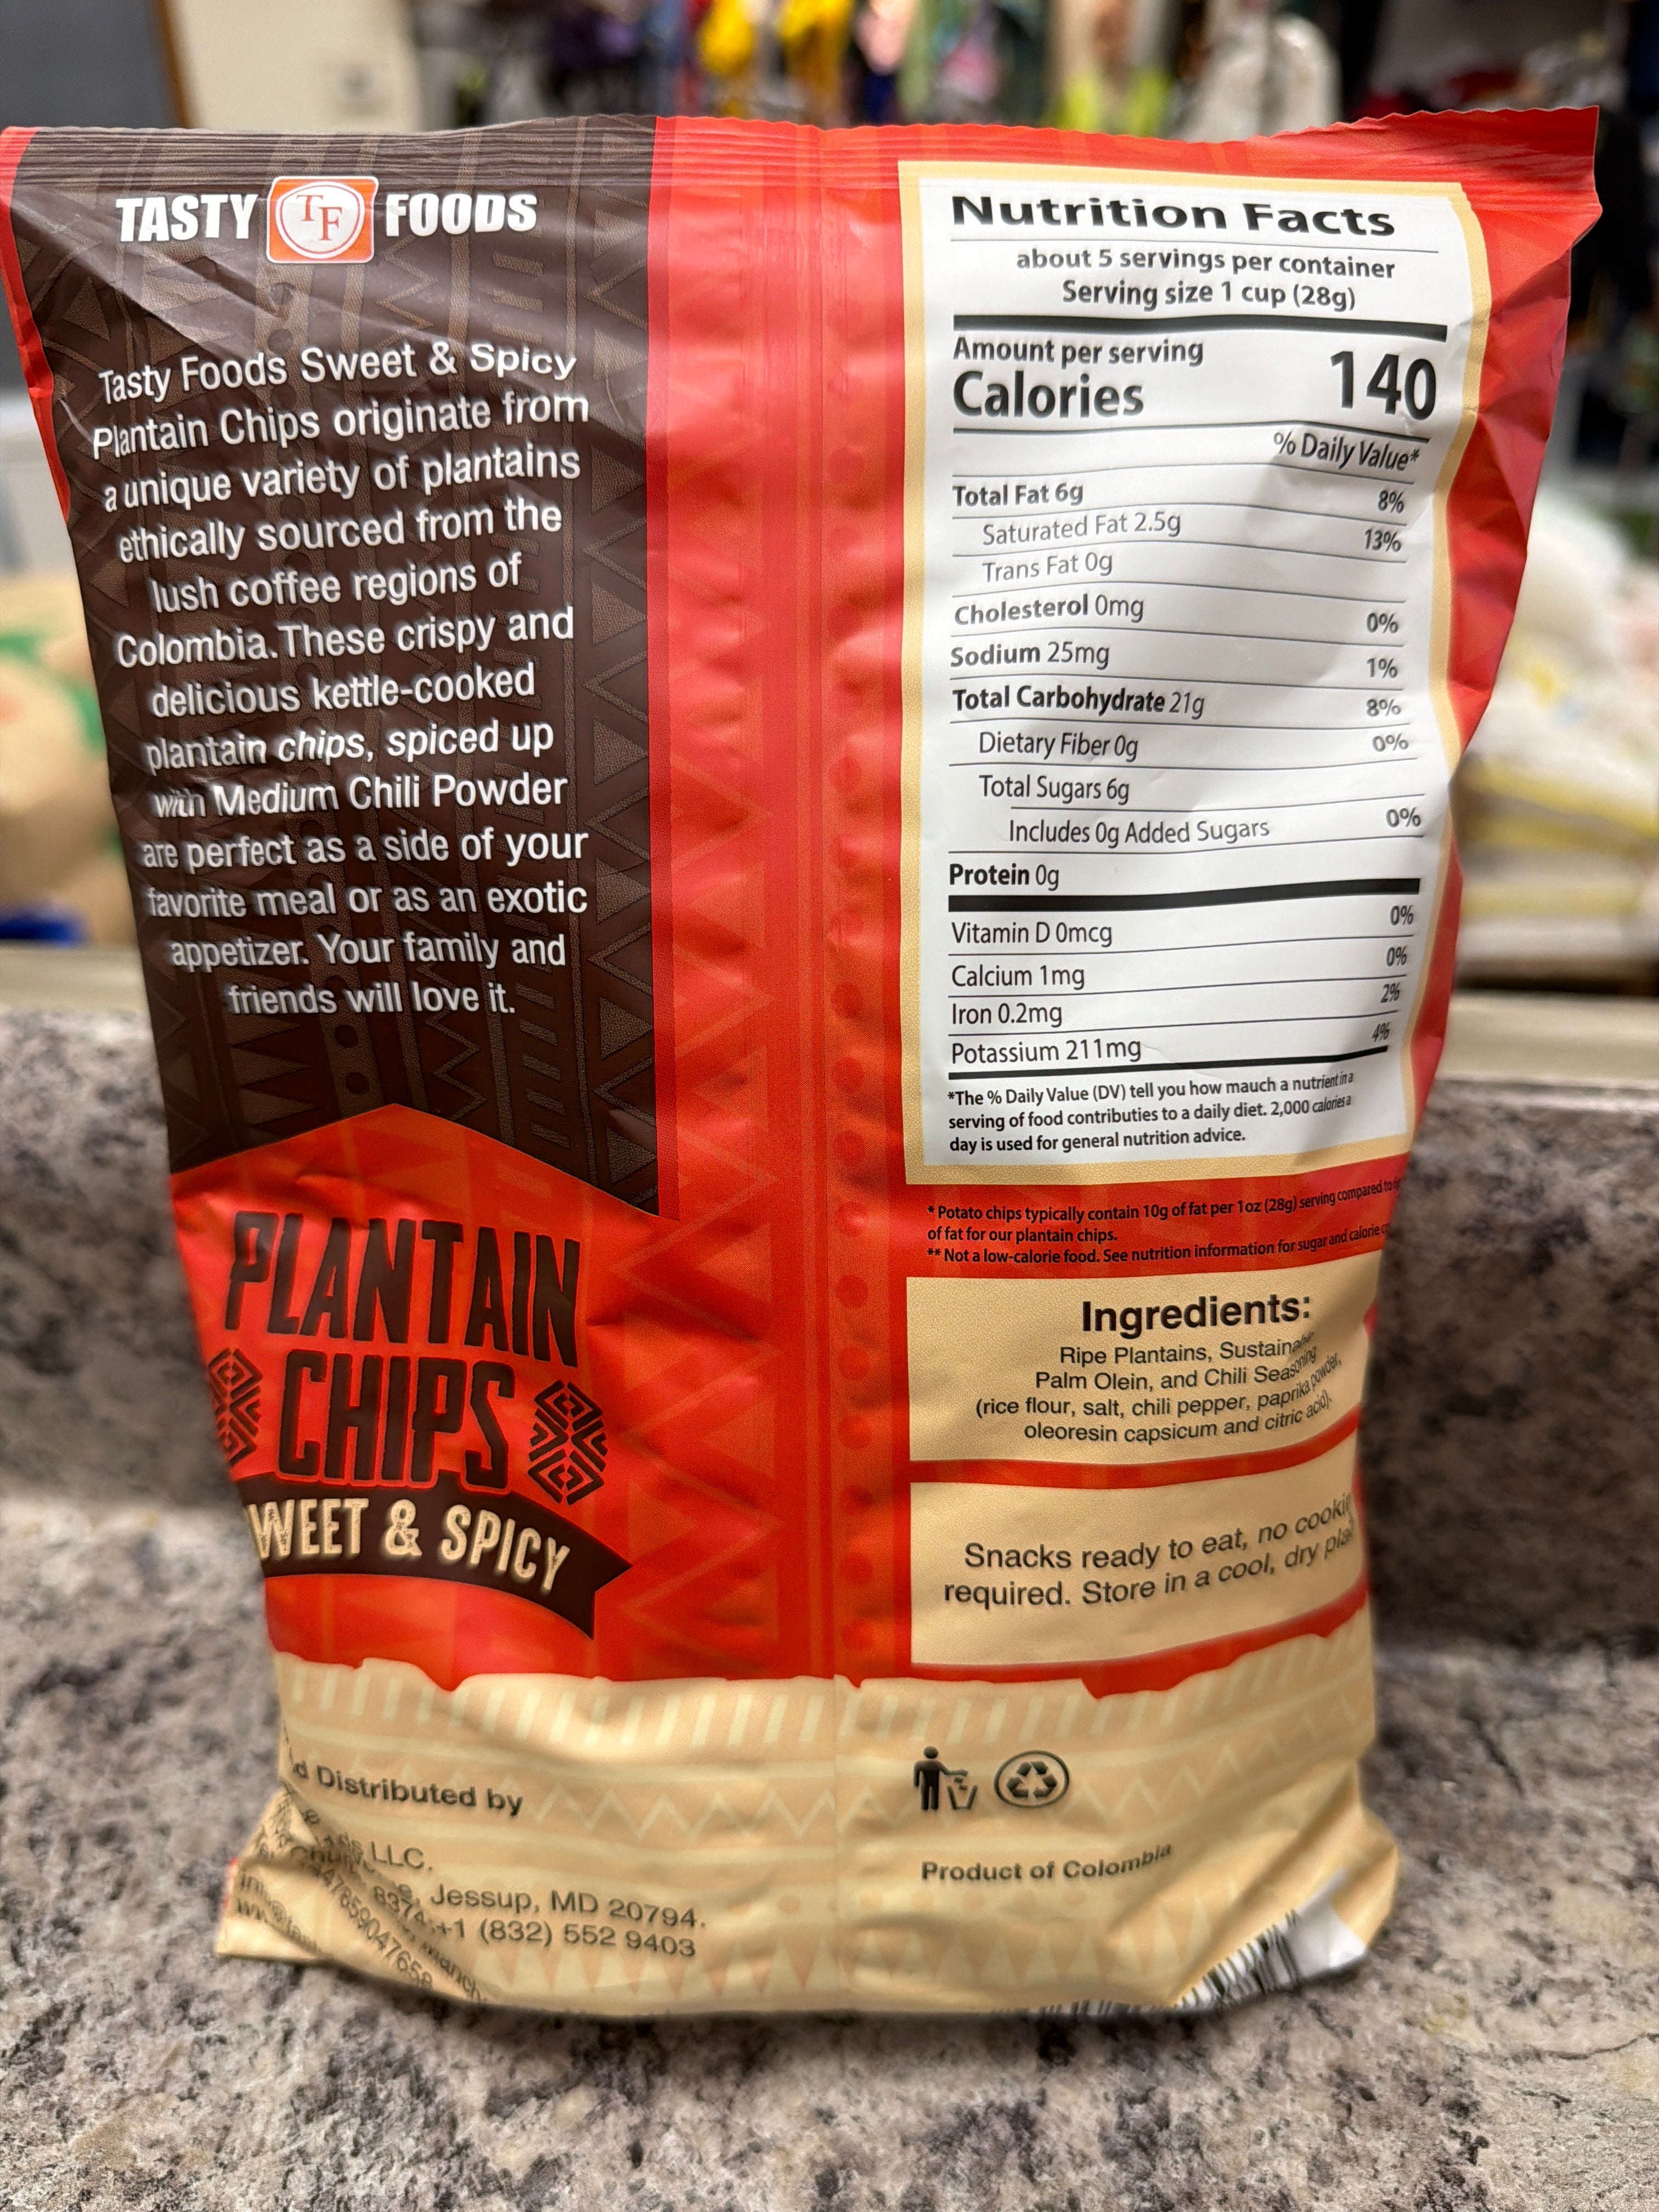 TASTY TF FOODS
Tasty Foods Sweet & Spicy
Plantain Chips originate from
a unique variety of plantains
ethically sourced from the
lush coffee regions of
Colombia. These crispy and
delicious kettle-cooked
plantain chips, spiced up
with Medium Chili Powder
are perfect as a side of your
favorite meal or as an exotic
appetizer. Your family and
friends will love it.
PLANTAIN
CHIPS
WEET & SPICY
d Distributed by
LLC.
Jessup, MD 20794.
+1 (832) 552 9403
Nutrition Facts
about 5 servings per container
Serving size 1 cup (28g)
Amount per serving
Calories 140
% Daily Value*
Total Fat 6g 8%
Saturated Fat 2.5g 13%
Trans Fat 0g
Cholesterol 0mg 0%
Sodium 25mg 1%
Total Carbohydrate 21g 8%
Dietary Fiber 0g 0%
Total Sugars 6g
Includes 0g Added Sugars 0%
Protein 0g
Vitamin D 0mcg 0%
Calcium 1mg 0%
Iron 0.2mg 2%
Potassium 211mg 4%
*The % Daily Value (DV) tell you how mauch a nutrient in a
serving of food contributies to a daily diet. 2,000 calories a
day is used for general nutrition advice.
* Potato chips typically contain 10g of fat per 1oz (28g) serving compared to
of fat for our plantain chips.
** Not a low-calorie food. See nutrition information for sugar and calorie
Ingredients:
Ripe Plantains, Sustainable
Palm Olein, and Chili Seasoning
(rice flour, salt, chili pepper, paprika powder,
oleoresin capsicum and citric acid).
Snacks ready to eat, no cookin
required. Store in a cool, dry pla
Product of Colombia